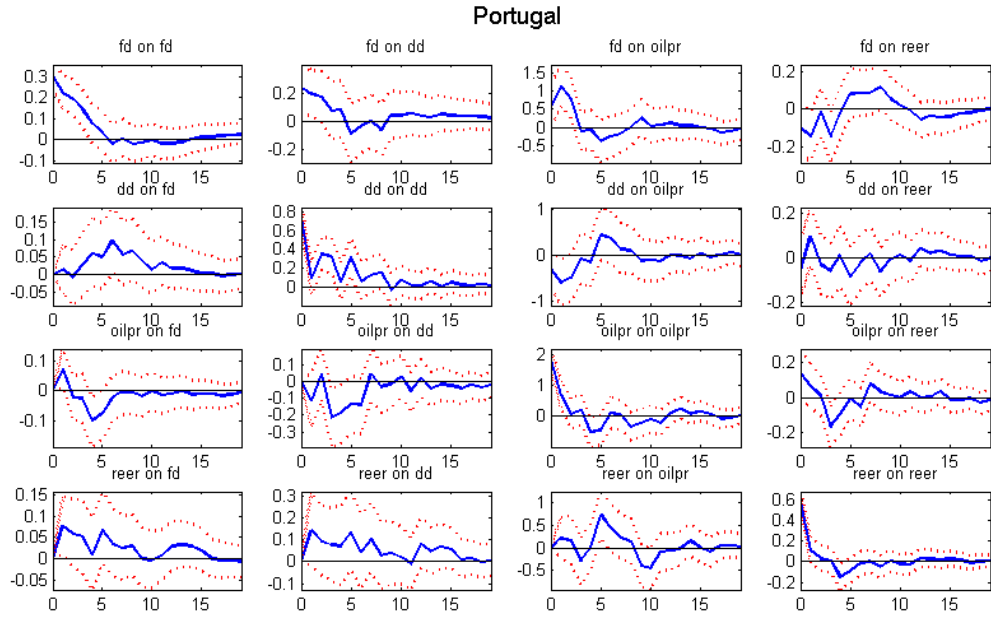 Portugal
fd on fd
fd on dd
fd on oilpr
fd on reer
0.3
0.2
0.1
0
-0.1
0 5 10 15
0.2
0
-0.2
0 5 10 15
1.5
1
0.5
0
-0.5
0 5 10 15
0.2
0
-0.2
0 5 10 15
dd on fd
dd on dd
dd on oilpr
dd on reer
0.15
0.1
0.05
0
-0.05
0 5 10 15
0.8
0.6
0.4
0.2
0
0 5 10 15
1
0
-1
0 5 10 15
0.2
0
-0.2
0 5 10 15
oilpr on fd
oilpr on dd
oilpr on oilpr
oilpr on reer
0.1
0
-0.1
0 5 10 15
0.1
0
-0.1
-0.2
-0.3
0 5 10 15
2
1
0
0 5 10 15
0.2
0
-0.2
0 5 10 15
reer on fd
reer on dd
reer on oilpr
reer on reer
0.15
0.1
0.05
0
-0.05
0 5 10 15
0.3
0.2
0.1
0
-0.1
0 5 10 15
1
0.5
0
-0.5
0 5 10 15
0.6
0.4
0.2
0
-0.2
0 5 10 15